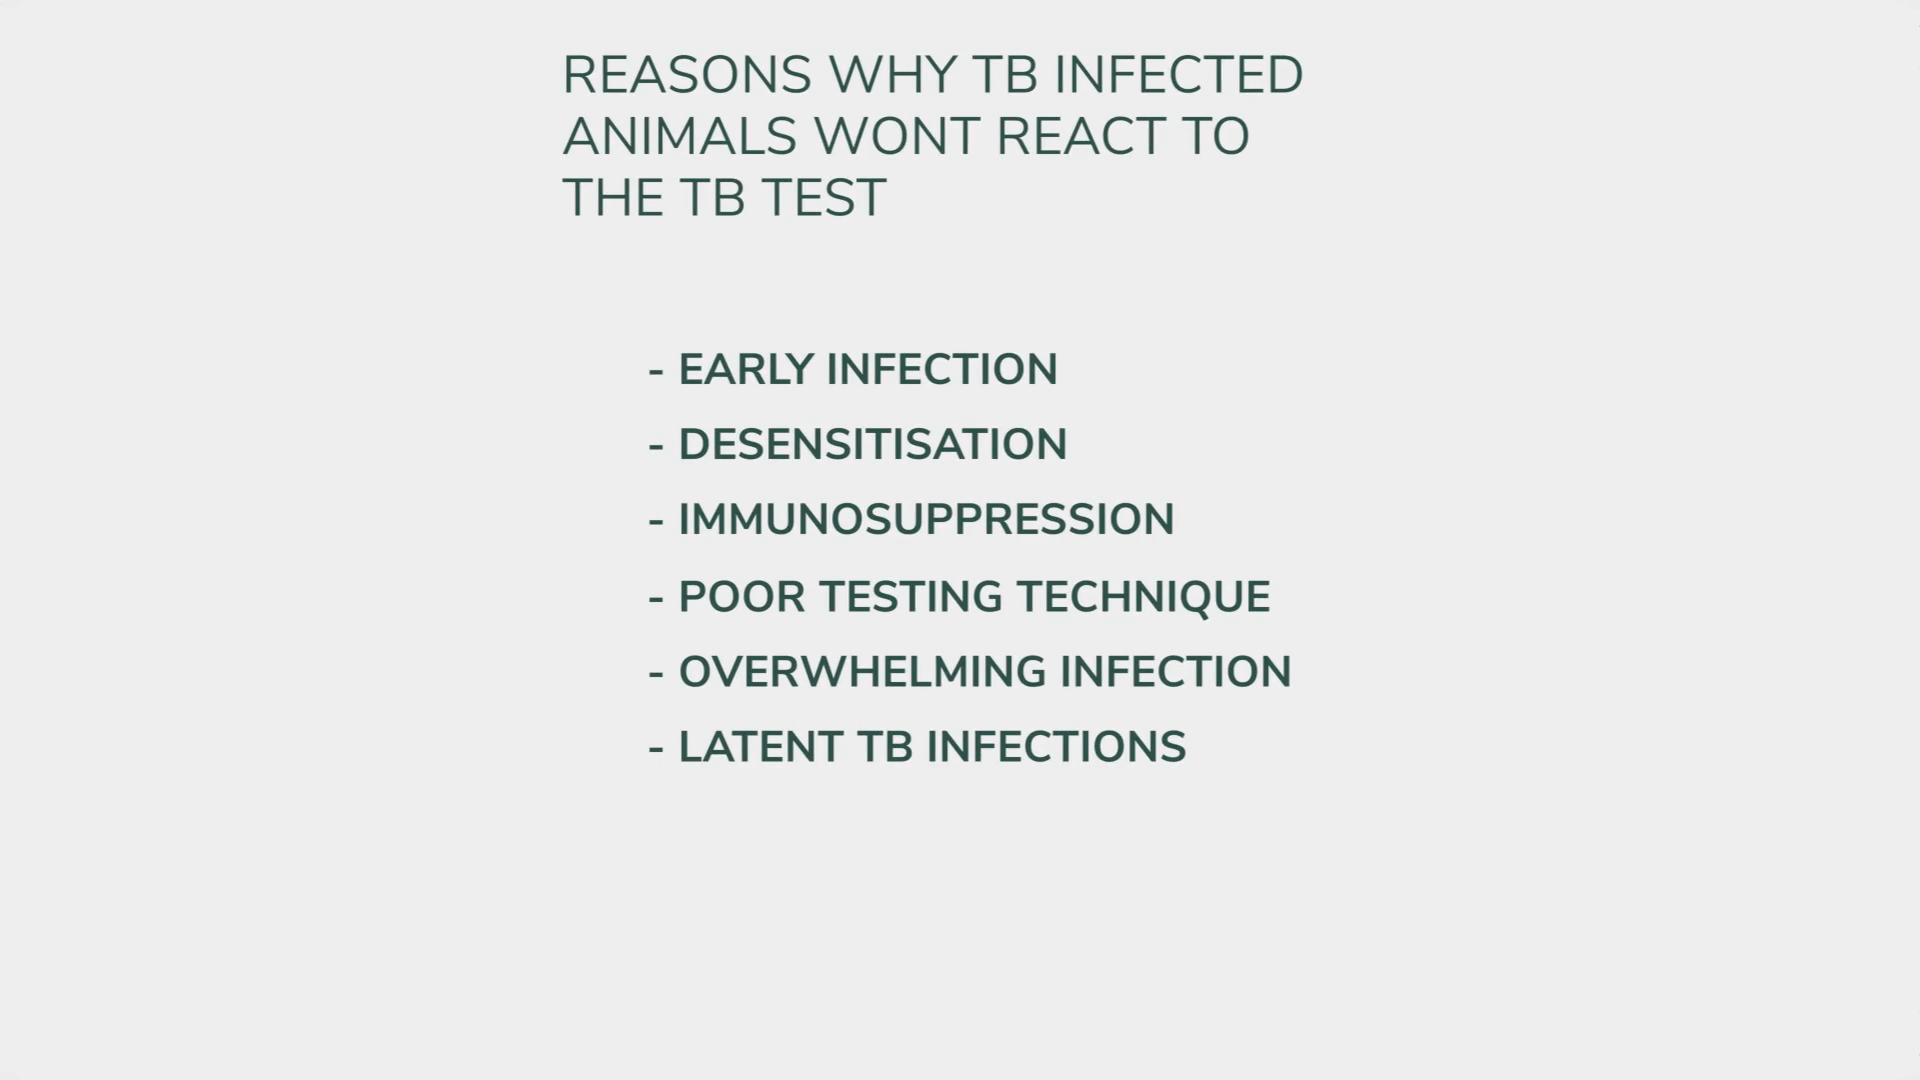 REASONS WHY TB INFECTED
ANIMALS WONT REACT TO
THE TB TEST
- EARLY INFECTION
- DESENSITISATION
- IMMUNOSUPPRESSION
- POOR TESTING TECHNIQUE
- OVERWHELMING INFECTION
- LATENT TB INFECTIONS